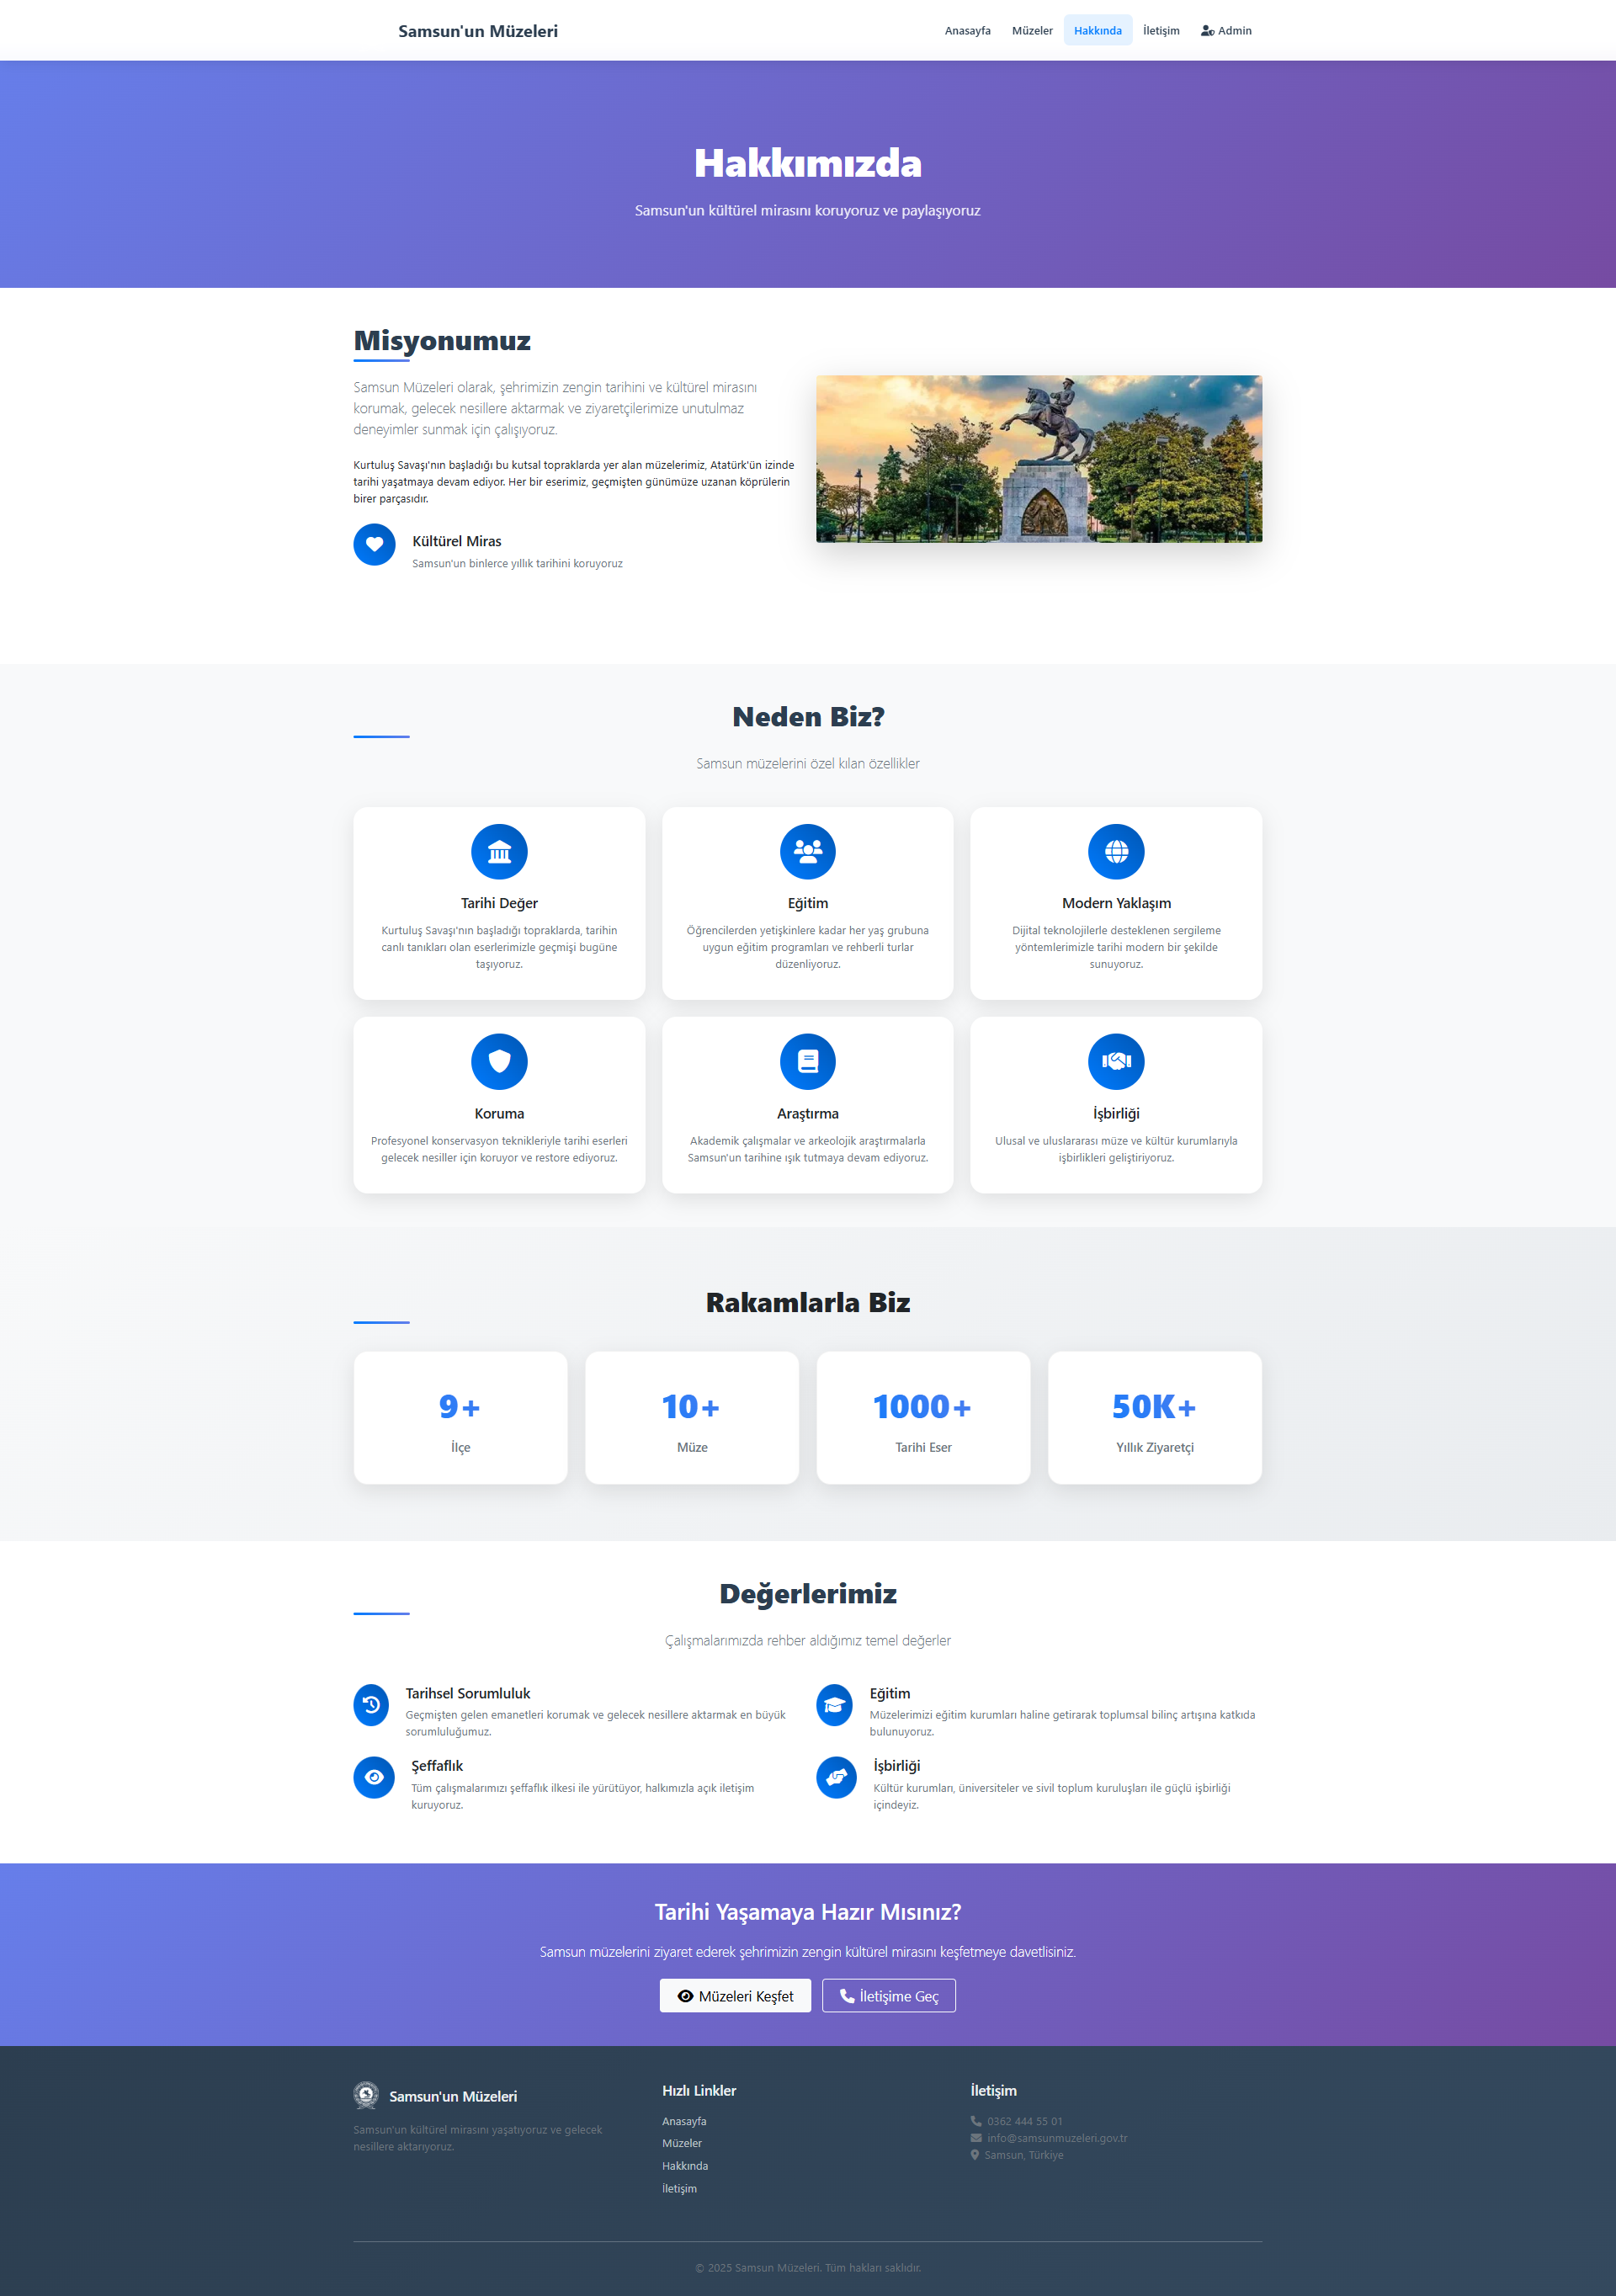 Samsun'un Müzeleri
Anasayfa
Müzeler
Hakkında
İletişim
Admin
Hakkımızda
Samsun'un kültürel mirasını koruyoruz ve paylaşıyoruz
Misyonumuz
Samsun Müzeleri olarak, şehrimizin zengin tarihini ve kültürel mirasını
korumak, gelecek nesillere aktarmak ve ziyaretçilerimize unutulmaz
deneyimler sunmak için çalışıyoruz.
Kurtuluş Savaşı'nın başladığı bu kutsal topraklarda yer alan müzelerimiz, Atatürk'ün izinde
tarihi yaşatmaya devam ediyor. Her bir eserimiz, geçmişten günümüze uzanan köprülerin
birer parçasıdır.
Kültürel Miras
Samsun'un binlerce yıllık tarihini koruyoruz
Neden Biz?
Samsun müzelerini özel kılan özellikler
Tarihi Değer
Kurtuluş Savaşı'nın başladığı topraklarda, tarihin
canlı tanıkları olan eserlerimizle geçmişi bugüne
taşıyoruz.
Eğitim
Öğrencilerden yetişkinlere kadar her yaş grubuna
uygun eğitim programları ve rehberli turlar
düzenliyoruz.
Modern Yaklaşım
Dijital teknolojilerle desteklenen sergileme
yöntemlerimizle tarihi modern bir şekilde
sunuyoruz.
Koruma
Profesyonel konservasyon teknikleriyle tarihi eserleri
gelecek nesiller için koruyor ve restore ediyoruz.
Araştırma
Akademik çalışmalar ve arkeolojik araştırmalarla
Samsun'un tarihine ışık tutmaya devam ediyoruz.
İşbirliği
Ulusal ve uluslararası müze ve kültür kurumlarıyla
işbirlikleri geliştiriyoruz.
Rakamlarla Biz
9+
İlçe
10+
Müze
1000+
Tarihi Eser
50K+
Yıllık Ziyaretçi
Değerlerimiz
Çalışmalarımızda rehber aldığımız temel değerler
Tarihsel Sorumluluk
Geçmişten gelen emanetleri korumak ve gelecek nesillere aktarmak en büyük
sorumluluğumuz.
Eğitim
Müzelerimizi eğitim kurumları haline getirarak toplumsal bilinç artışına katkıda
bulunuyoruz.
Şeffaflık
Tüm çalışmalarımızı şeffaflık ilkesi ile yürütüyor, halkımızla açık iletişim
kuruyoruz.
İşbirliği
Kültür kurumları, üniversiteler ve sivil toplum kuruluşları ile güçlü işbirliği
içindeyiz.
Tarihi Yaşamaya Hazır Mısınız?
Samsun müzelerini ziyaret ederek şehrimizin zengin kültürel mirasını keşfetmeye davetlisiniz.
Müzeleri Keşfet
İletişime Geç
Samsun'un Müzeleri
Samsun'un kültürel mirasını yaşatıyoruz ve gelecek
nesillere aktarıyoruz.
Hızlı Linkler
Anasayfa
Müzeler
Hakkında
İletişim
İletişim
0362 444 55 01
info@samsunmuzeleri.gov.tr
Samsun, Türkiye
© 2025 Samsun Müzeleri. Tüm hakları saklıdır.